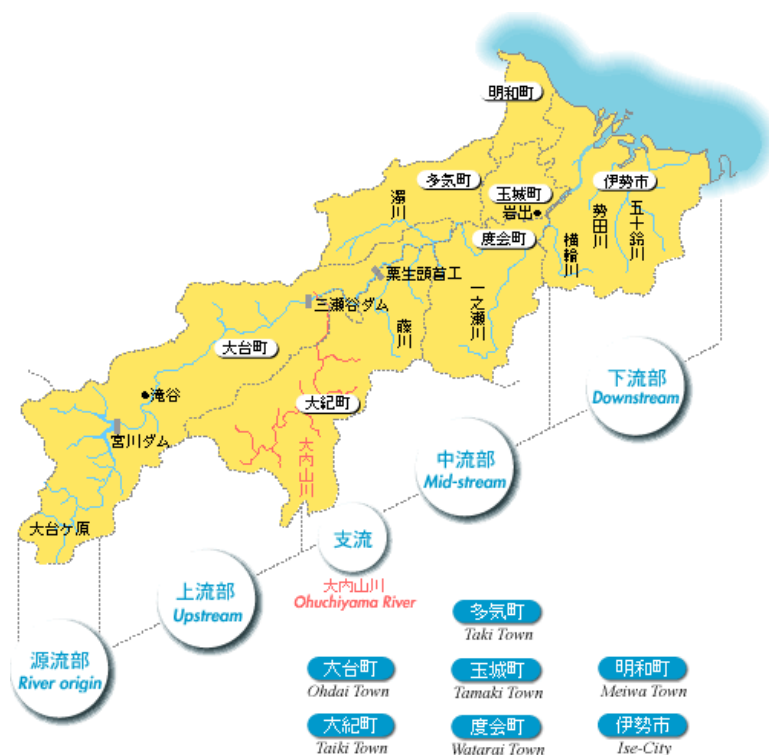 明和町
多気町
玉城町
伊勢市
濁川
岩出
度会町
勢田川
五十鈴川
横輪川
粟生頭首工
一之瀬川
三瀬谷ダム
藤川
大台町
滝谷
大紀町
宮川ダム
大内山川
大台ケ原
下流部
Downstream
中流部
Mid-stream
支流
大内山川
Ohuchiyama River
上流部
Upstream
源流部
River origin
多気町
Taki Town
大台町
Ohdai Town
玉城町
Tamaki Town
明和町
Meiwa Town
大紀町
Taiki Town
度会町
Watarai Town
伊勢市
Ise-City